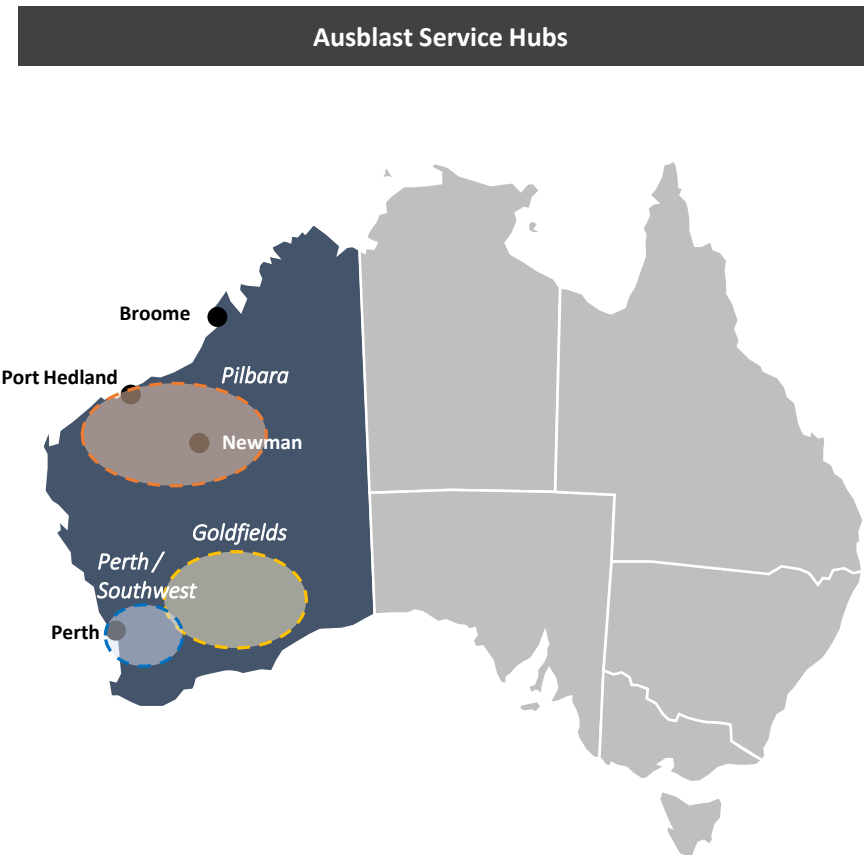 Ausblast Service Hubs
Broome
Port Hedland
Pilbara
Newman
Goldfields
Perth /
Southwest
Perth